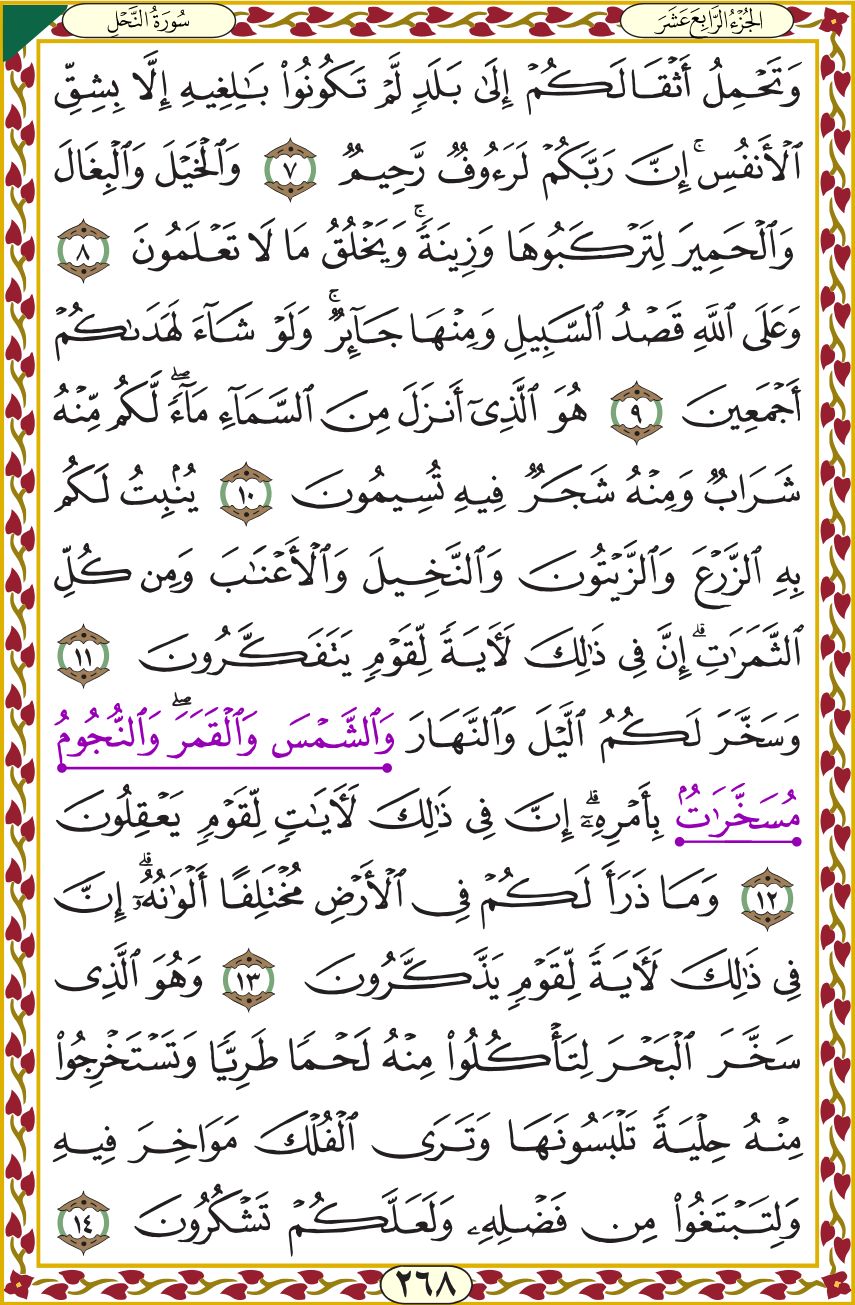 سُورَةُ النَّحْلِ
الجُزْءُ الرَّابِعَ عَشَرَ
وَتَحْمِلُ أَثْقَالَكُمْ إِلَىٰ بَلَدٍ لَّمْ تَكُونُوا۟ بَٰلِغِيهِ إِلَّا بِشِقِّ
ٱلْأَنفُسِ ۚ إِنَّ رَبَّكُمْ لَرَءُوفٌ رَّحِيمٌ ٧ وَٱلْخَيْلَ وَٱلْبِغَالَ
وَٱلْحَمِيرَ لِتَرْكَبُوهَا وَزِينَةً ۚ وَيَخْلُقُ مَا لَا تَعْلَمُونَ ٨
وَعَلَى ٱللَّهِ قَصْدُ ٱلسَّبِيلِ وَمِنْهَا جَآئِرٌ ۚ وَلَوْ شَآءَ لَهَدَىٰكُمْ
أَجْمَعِينَ ٩ هُوَ ٱلَّذِىٓ أَنزَلَ مِنَ ٱلسَّمَآءِ مَآءً ۖ لَّكُم مِّنْهُ
شَرَابٌ وَمِنْهُ شَجَرٌ فِيهِ تُسِيمُونَ ١٠ يُنۢبِتُ لَكُم
بِهِ ٱلزَّرْعَ وَٱلزَّيْتُونَ وَٱلنَّخِيلَ وَٱلْأَعْنَٰبَ وَمِن كُلِّ
ٱلثَّمَرَٰتِ ۗ إِنَّ فِى ذَٰلِكَ لَءَايَةً لِّقَوْمٍ يَتَفَكَّرُونَ ١١
وَسَخَّرَ لَكُمُ ٱلَّيْلَ وَٱلنَّهَارَ وَٱلشَّمْسَ وَٱلْقَمَرَ ۖ وَٱلنُّجُومُ
مُسَخَّرَٰتٌۢ بِأَمْرِهِۦٓ ۗ إِنَّ فِى ذَٰلِكَ لَءَايَٰتٍ لِّقَوْمٍ يَعْقِلُونَ
١٢ وَمَا ذَرَأَ لَكُمْ فِى ٱلْأَرْضِ مُخْتَلِفًا أَلْوَٰنُهُۥٓ ۗ إِنَّ
فِى ذَٰلِكَ لَءَايَةً لِّقَوْمٍ يَذَّكَّرُونَ ١٣ وَهُوَ ٱلَّذِى
سَخَّرَ ٱلْبَحْرَ لِتَأْكُلُوا۟ مِنْهُ لَحْمًا طَرِيًّا وَتَسْتَخْرِجُوا۟
مِنْهُ حِلْيَةً تَلْبَسُونَهَا وَتَرَى ٱلْفُلْكَ مَوَاخِرَ فِيهِ
وَلِتَبْتَغُوا۟ مِن فَضْلِهِۦ وَلَعَلَّكُمْ تَشْكُرُونَ ١٤
٢٦٨